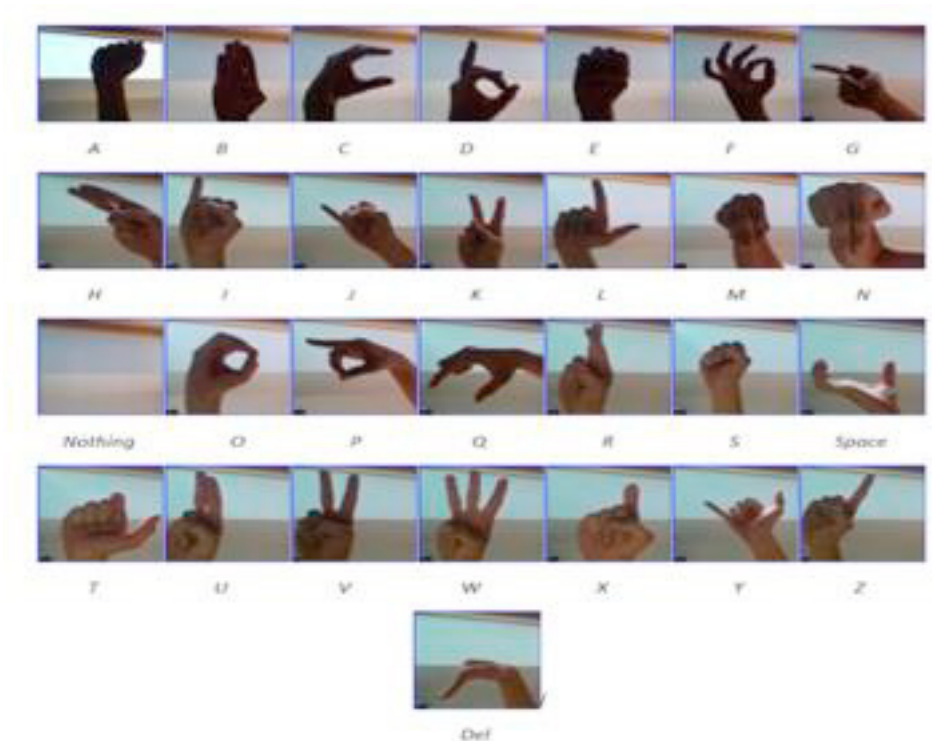 A B C D E F G
H I J K L M N
Nothing O P Q R S Space
T U V W X Y Z
Del